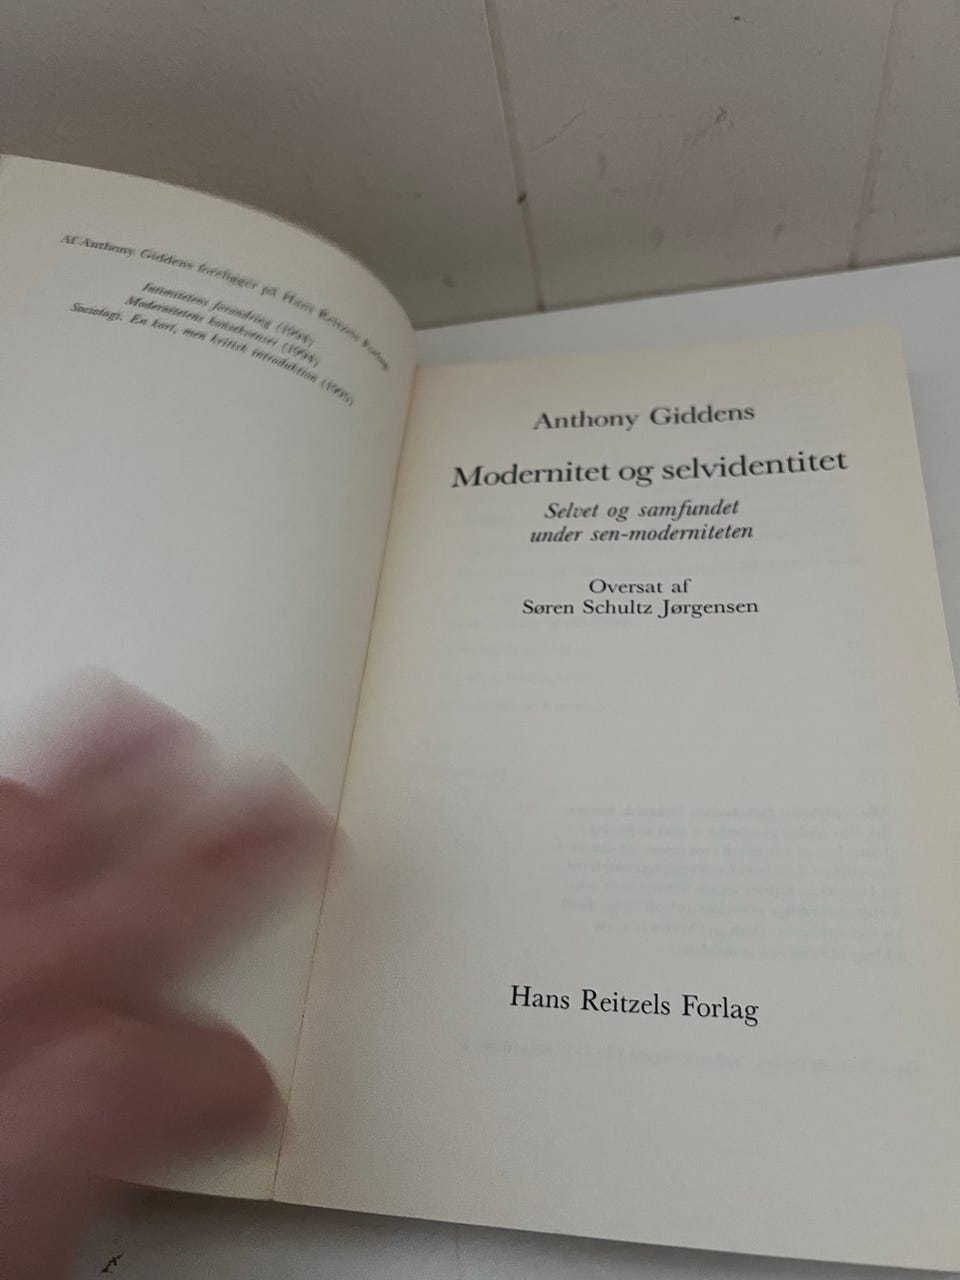 Af Anthony Giddens foreligger på Hans Reitzels Forlag
Intimitetens forandring (1994)
Modernitetens konsekvenser (1994)
Sociologi. En kort, men kritisk introduktion (1995)
Anthony Giddens
Modernitet og selvidentitet
Selvet og samfundet
under sen-moderniteten
Oversat af
Søren Schultz Jørgensen
Hans Reitzels Forlag